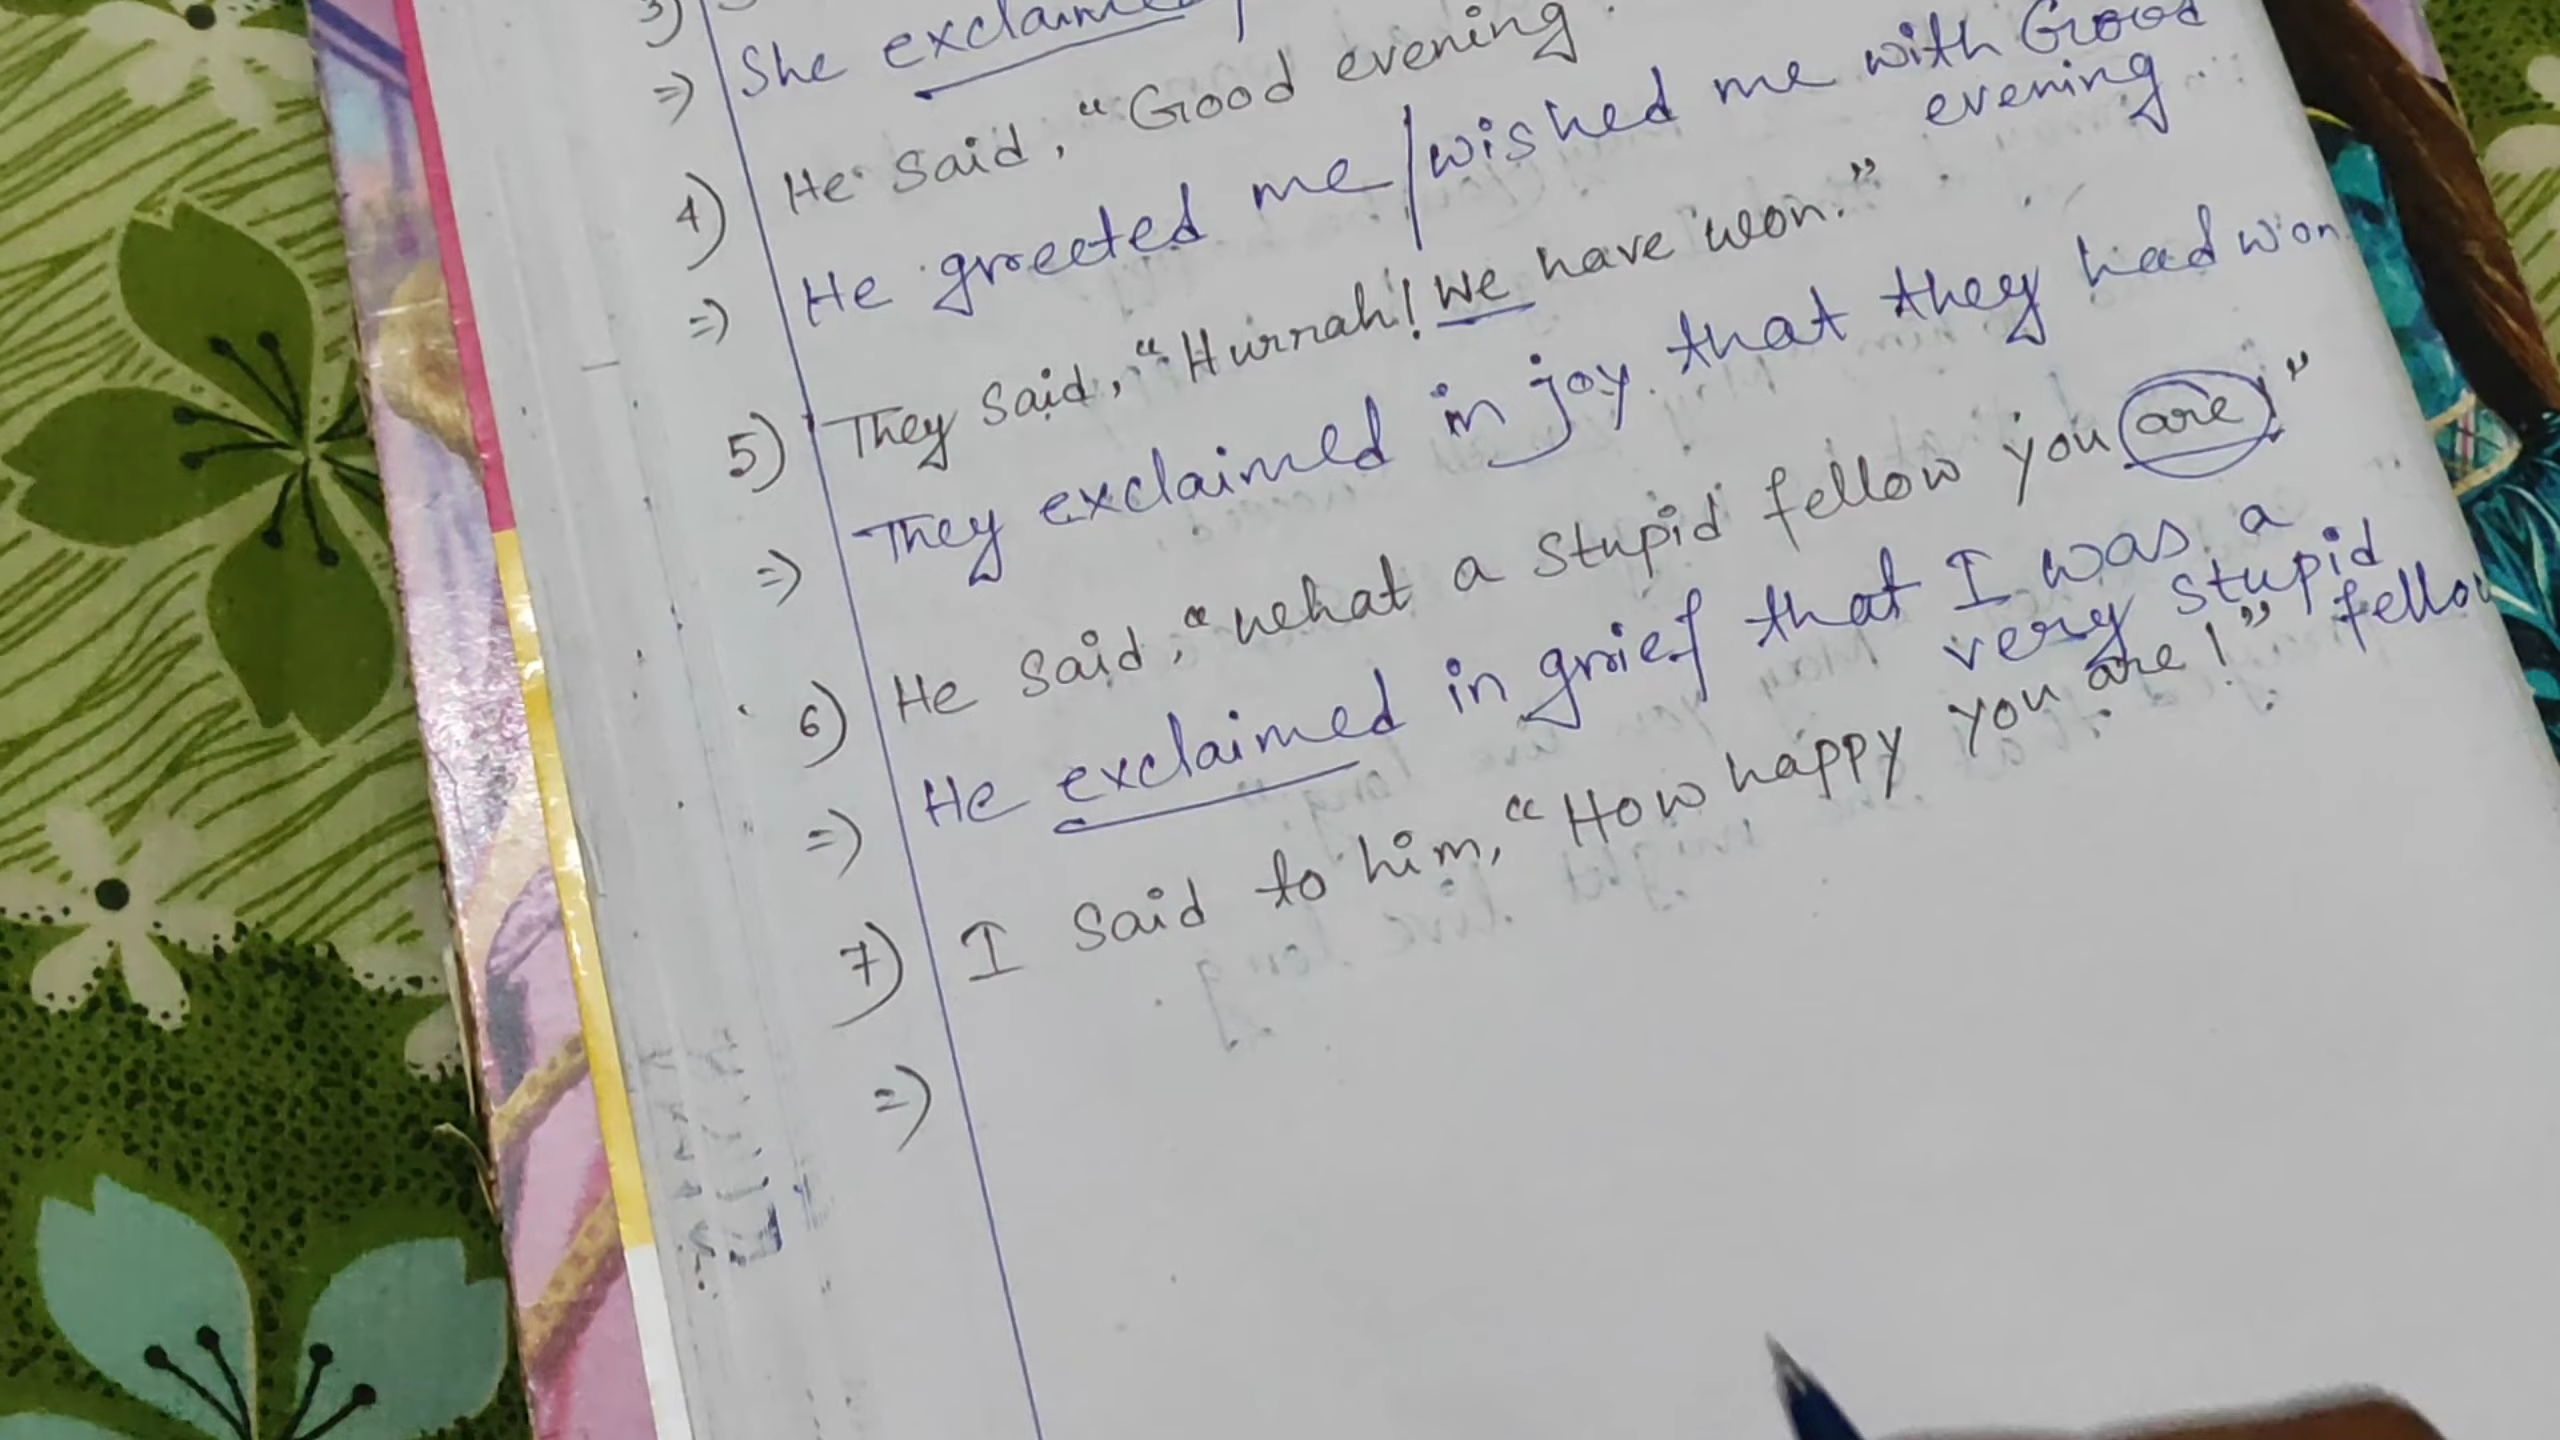 3)
=) She exclaimed
4) He Said, "Good evening.
=) He greeted me/wished me with Good
evening
5) They Said, "Hurrah! We have won."
=) They exclaimed in joy that they had won
6) He Said, "What a Stupid fellow you are!"
=) He exclaimed in grief that I was a
very stupid
fellow
7) I Said to him, "How happy you are!"
=)